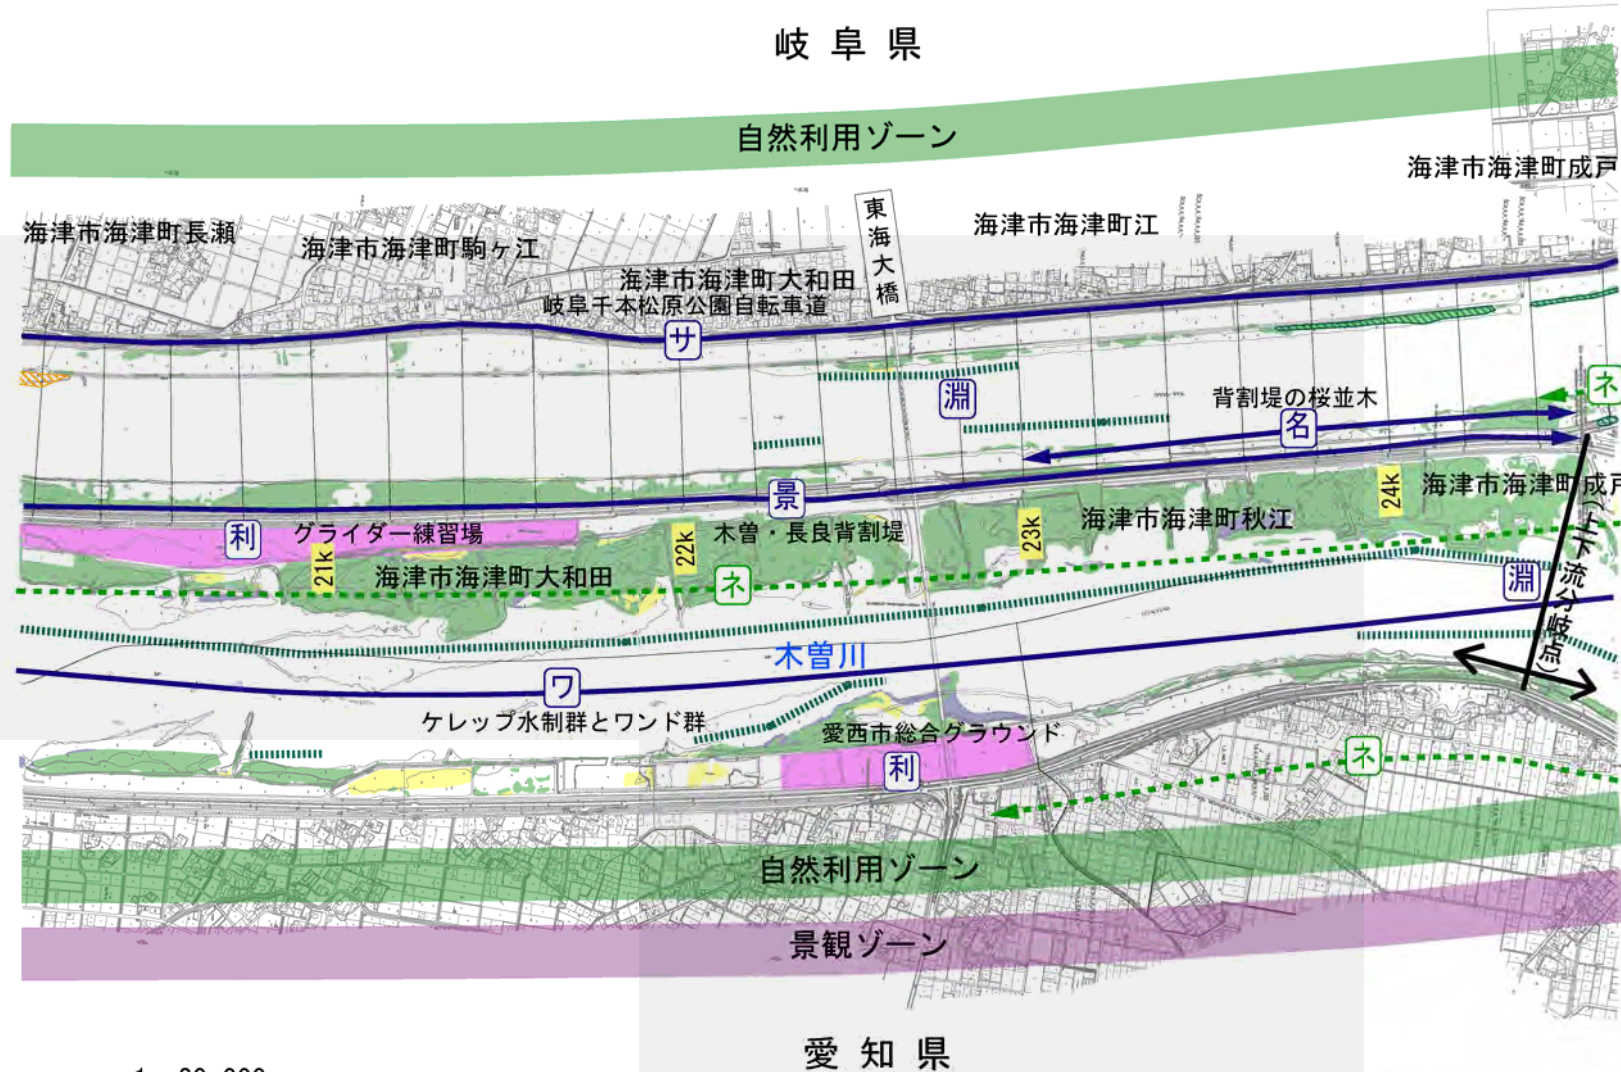 岐阜県
自然利用ゾーン
海津市海津町成戸
海津市海津町長瀬
海津市海津町駒ヶ江
海津市海津町大和田
岐阜千本松原公園自転車道
東海大橋
海津市海津町江
サ
淵
背割堤の桜並木
名
ネ
景
利
グライダー練習場
木曽・長良背割堤
21k
22k
23k
24k
海津市海津町秋江
海津市海津町成戸
海津市海津町大和田
ネ
淵
上下流分岐点）
木曽川
ワ
ケレップ水制群とワンド群
愛西市総合グラウンド
利
ネ
自然利用ゾーン
景観ゾーン
愛知県